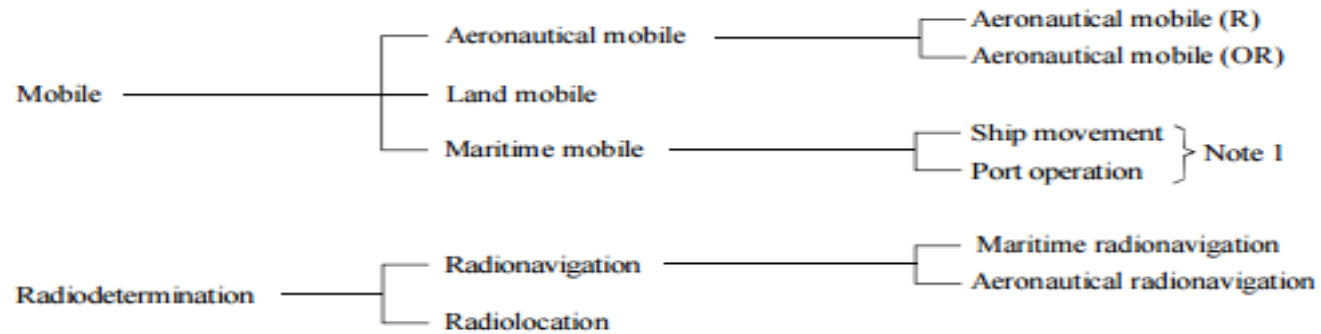 Aeronautical mobile (R)
Aeronautical mobile
Aeronautical mobile (OR)
Mobile
Land mobile
Maritime mobile
Ship movement
Port operation
Note 1
Radiodetermination
Radionavigation
Maritime radionavigation
Aeronautical radionavigation
Radiolocation